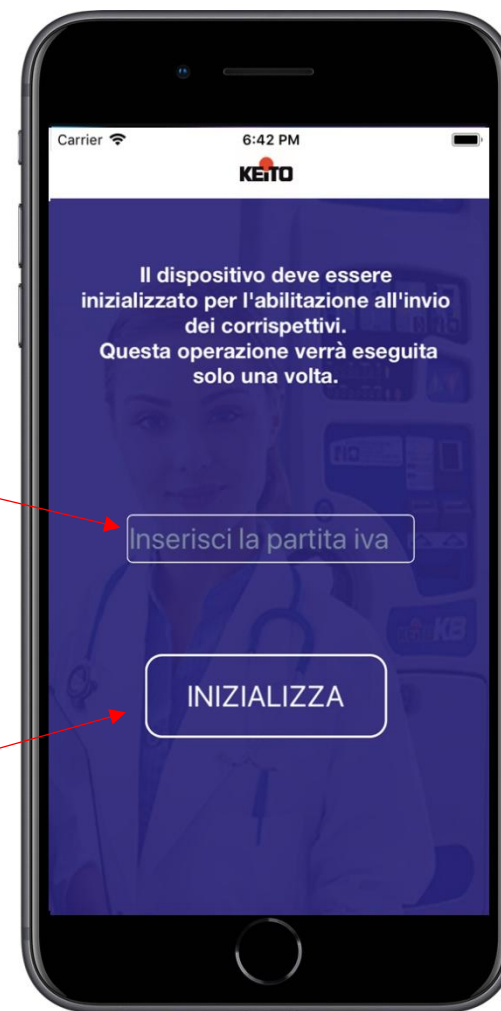 Carrier 6:42 PM
KEITO
Il dispositivo deve essere
inizializzato per l'abilitazione all'invio
dei corrispettivi.
Questa operazione verrà eseguita
solo una volta.
Inserisci la partita iva
INIZIALIZZA